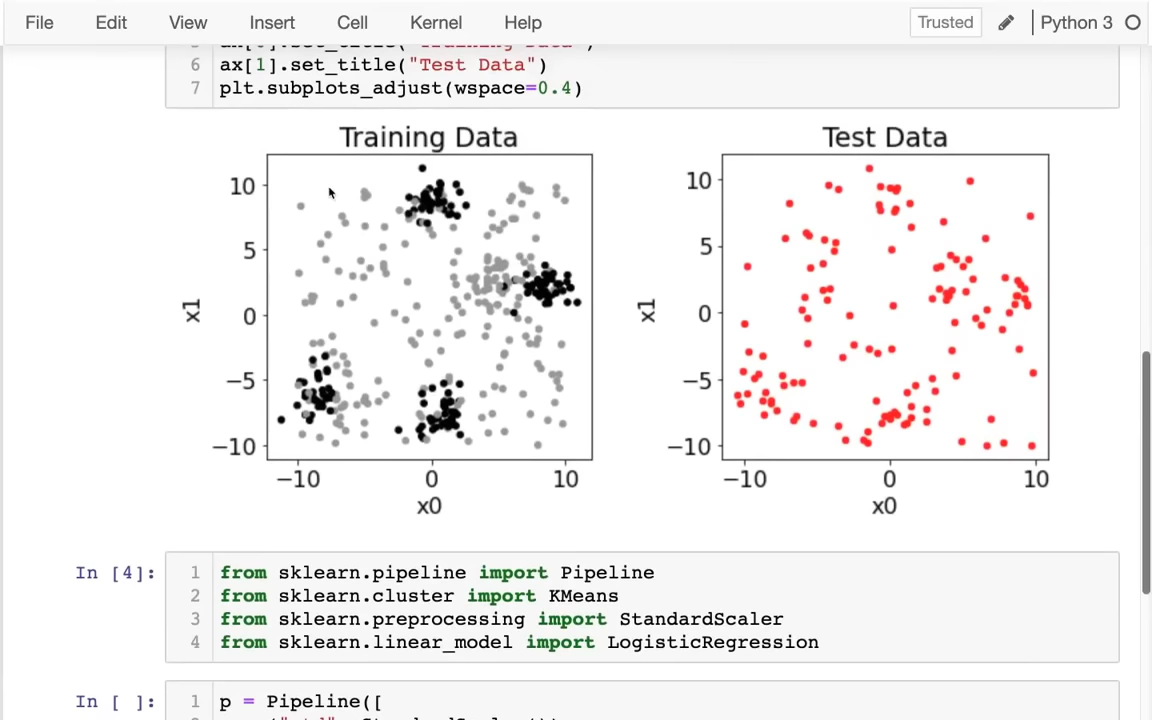 File Edit View Insert Cell Kernel Help Trusted Python 3
6 ax[1].set_title("Test Data")
7 plt.subplots_adjust(wspace=0.4)
Training Data Test Data
10 10
5 5
0 0
−5 −5
−10 −10
x1 x1
−10 0 10 −10 0 10
x0 x0
In [4]: 1 from sklearn.pipeline import Pipeline
2 from sklearn.cluster import KMeans
3 from sklearn.preprocessing import StandardScaler
4 from sklearn.linear_model import LogisticRegression
In [ ]: 1 p = Pipeline([